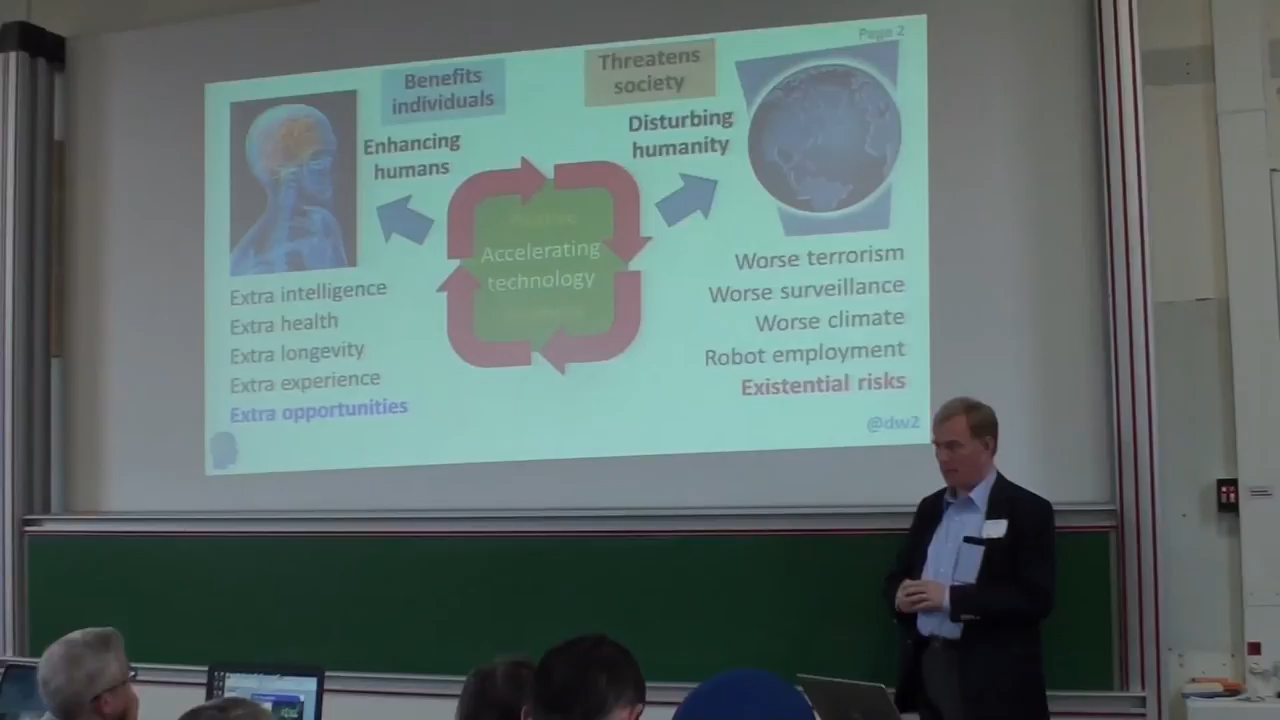 Page 2
Benefits
individuals
Threatens
society
Enhancing
humans
Disturbing
humanity
Accelerating
technology
Extra intelligence
Extra health
Extra longevity
Extra experience
Extra opportunities
Worse terrorism
Worse surveillance
Worse climate
Robot employment
Existential risks
@dw2